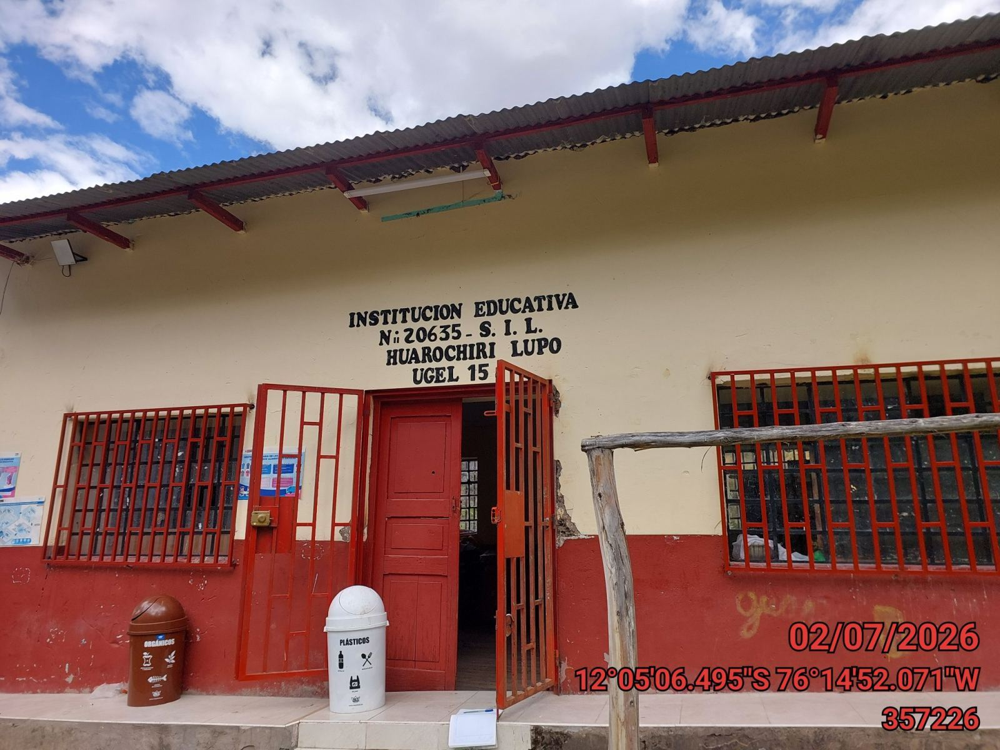 INSTITUCION EDUCATIVA
N¡¡ 20635 - S. I. L.
HUAROCHIRI LUPO
UGEL 15
ORGÁNICOS
PLÁSTICOS
02/07/2026
12°05'06.495"S 76°14'52.071"W
357226